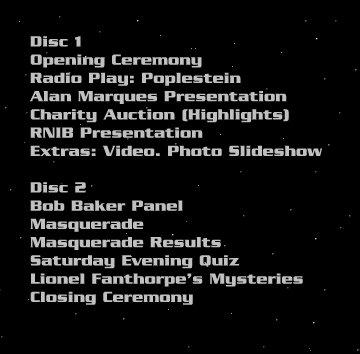 Disc 1
Opening Ceremony
Radio Play: Poplestein
Alan Marques Presentation
Charity Auction (Highlights)
RNIB Presentation
Extras: Video. Photo Slideshow
Disc 2
Bob Baker Panel
Masquerade
Masquerade Results
Saturday Evening Quiz
Lionel Fanthorpe's Mysteries
Closing Ceremony